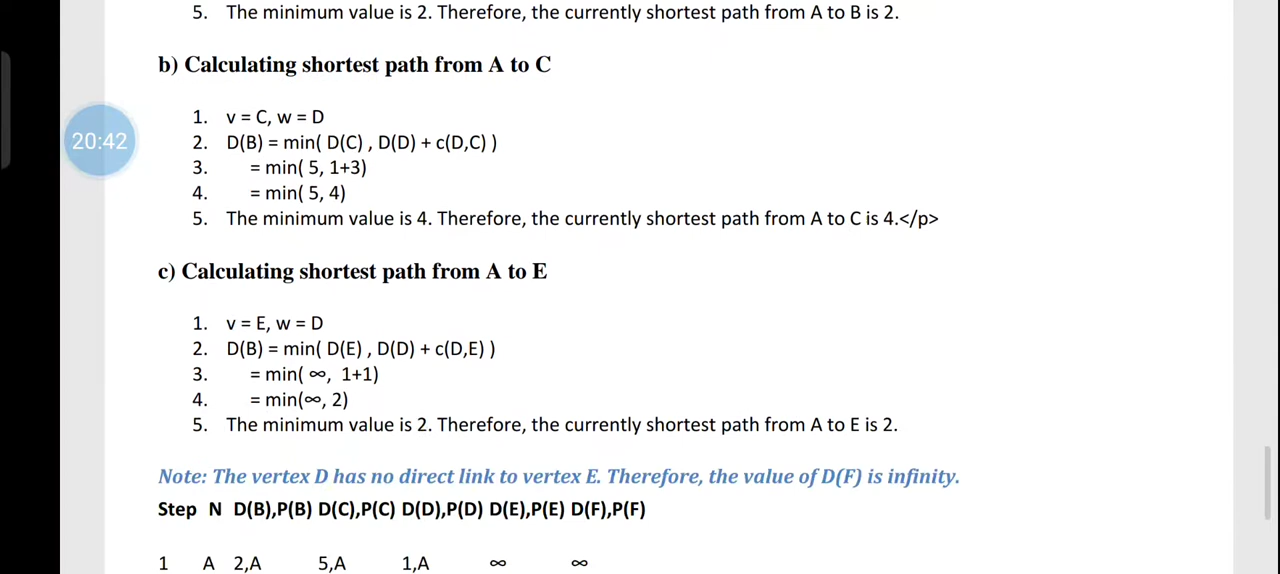 5. The minimum value is 2. Therefore, the currently shortest path from A to B is 2.
b) Calculating shortest path from A to C
20:42
1. v = C, w = D
2. D(B) = min( D(C) , D(D) + c(D,C) )
3. = min( 5, 1+3)
4. = min( 5, 4)
5. The minimum value is 4. Therefore, the currently shortest path from A to C is 4.</p>
c) Calculating shortest path from A to E
1. v = E, w = D
2. D(B) = min( D(E) , D(D) + c(D,E) )
3. = min( ∞, 1+1)
4. = min(∞, 2)
5. The minimum value is 2. Therefore, the currently shortest path from A to E is 2.
Note: The vertex D has no direct link to vertex E. Therefore, the value of D(F) is infinity.
Step N D(B),P(B) D(C),P(C) D(D),P(D) D(E),P(E) D(F),P(F)
1 A 2,A 5,A 1,A ∞ ∞